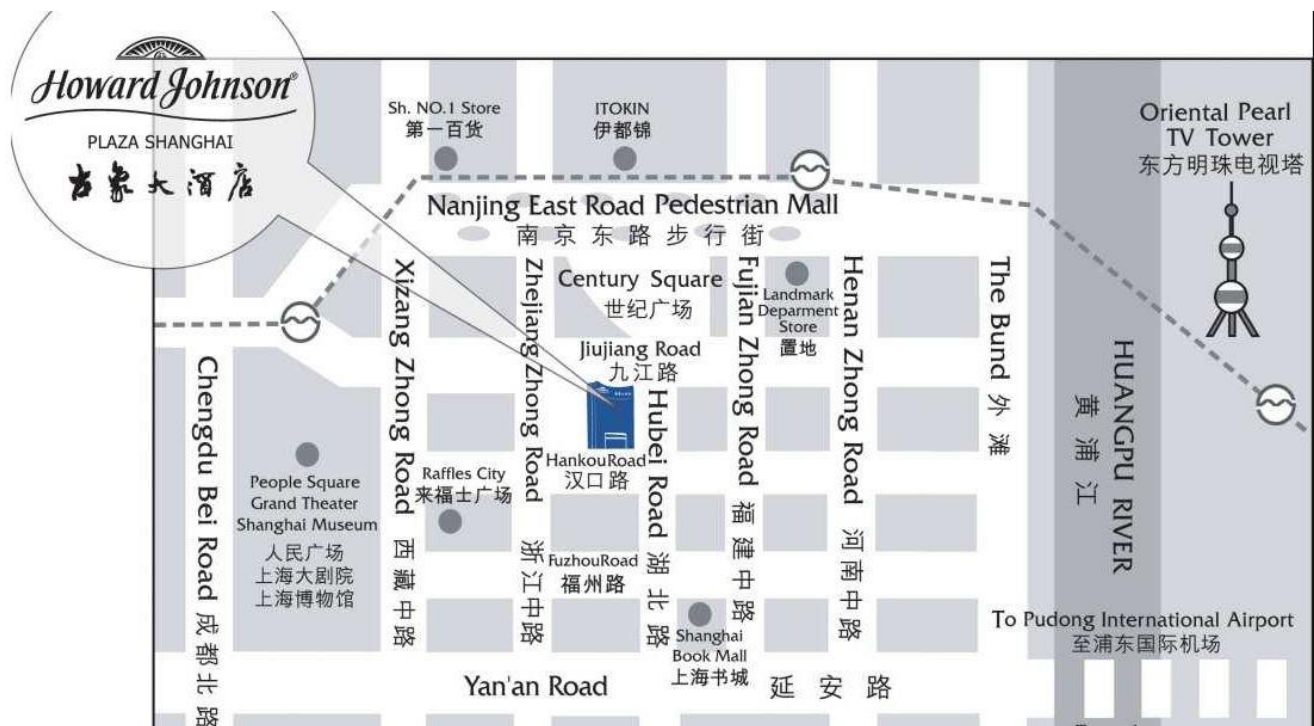 Howard Johnson®
PLAZA SHANGHAI
古象大酒店
Sh. NO.1 Store
第一百货
ITOKIN
伊都锦
Oriental Pearl
TV Tower
东方明珠电视塔
Nanjing East Road Pedestrian Mall
南京东路步行街
Century Square
世纪广场
Landmark
Deparment
Store
置地
Jiujiang Road
九江路
Xizang Zhong Road 西藏中路
Zhejiang Zhong Road 浙江中路
Hubei Road 湖北路
Fujian Zhong Road 福建中路
Henan Zhong Road 河南中路
The Bund 外滩
HUANGPU RIVER
黄浦江
Chengdu Bei Road 成都北路
People Square
Grand Theater
Shanghai Museum
人民广场
上海大剧院
上海博物馆
Raffles City
来福士广场
HankouRoad
汉口路
FuzhouRoad
福州路
Shanghai
Book Mall
上海书城
To Pudong International Airport
至浦东国际机场
Yan'an Road 延安路